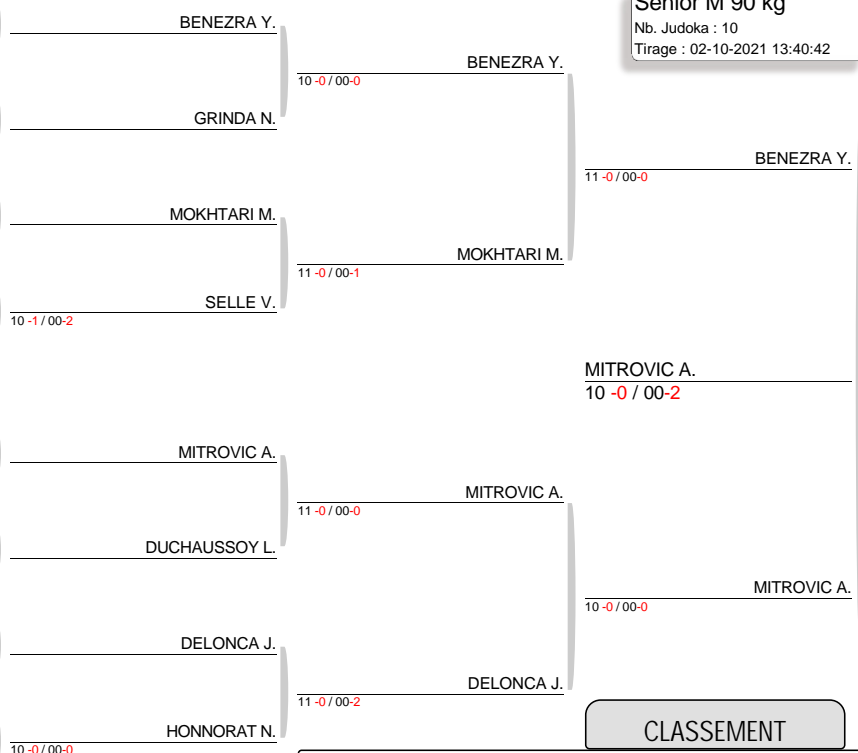 Senior M 90 kg
Nb. Judoka : 10
Tirage : 02-10-2021 13:40:42
BENEZRA Y.
GRINDA N.
MOKHTARI M.
SELLE V.
10 -1 / 00-2
MITROVIC A.
DUCHAUSSOY L.
DELONCA J.
HONNORAT N.
10 -0 / 00-0
BENEZRA Y.
10 -0 / 00-0
MOKHTARI M.
11 -0 / 00-1
MITROVIC A.
11 -0 / 00-0
DELONCA J.
11 -0 / 00-2
BENEZRA Y.
11 -0 / 00-0
MITROVIC A.
10 -0 / 00-2
MITROVIC A.
10 -0 / 00-0
CLASSEMENT